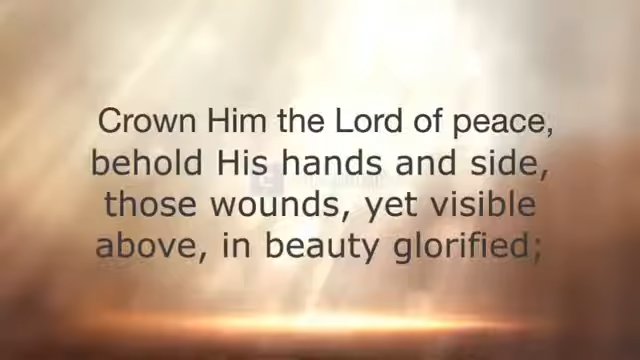 Crown Him the Lord of peace,
behold His hands and side,
those wounds, yet visible
above, in beauty glorified;